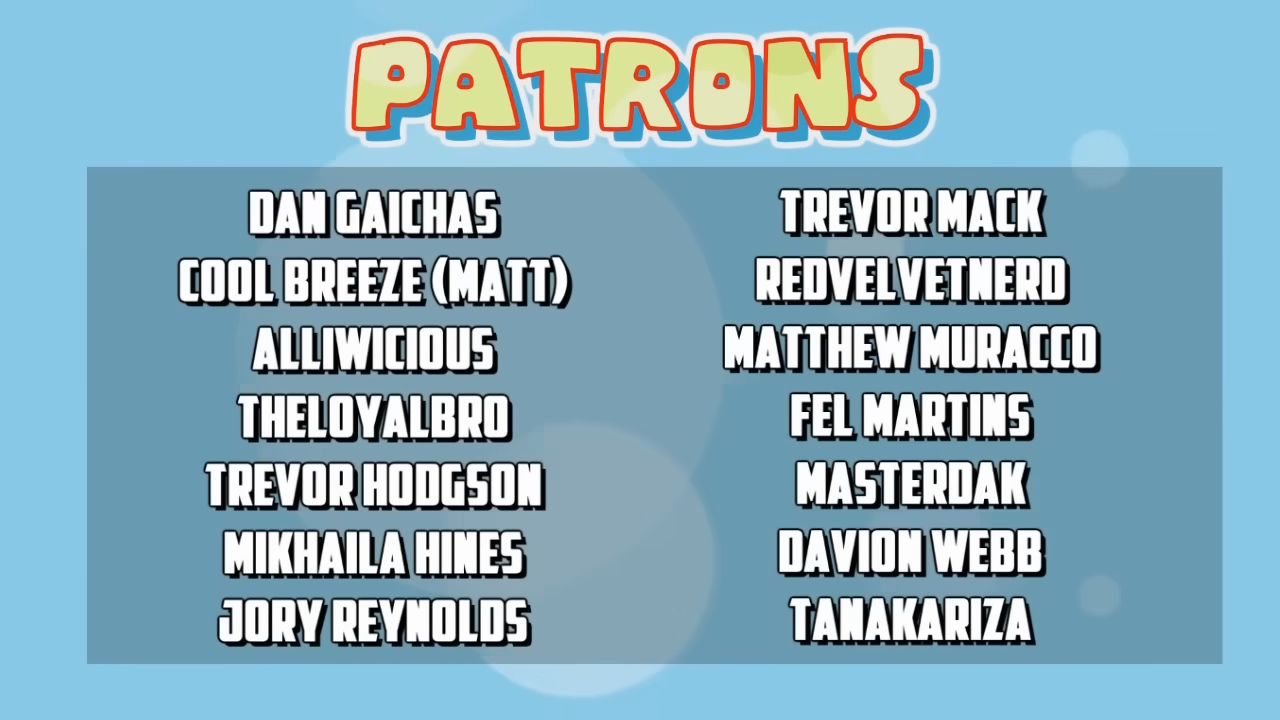 PATRONS
DAN GAICHAS
COOL BREEZE (MATT)
ALLIWICIOUS
THELOYALBRO
TREVOR HODGSON
MIKHAILA HINES
JORY REYNOLDS
TREVOR MACK
REDVELVETNERD
MATTHEW MURACCO
FEL MARTINS
MASTERDAK
DAVION WEBB
TANAKARIZA